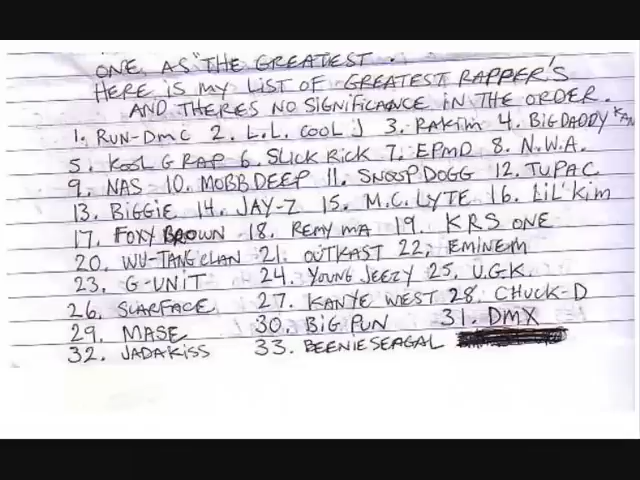 ONE AS "THE GREATEST.
HERE IS MY LIST OF GREATEST RAPPER'S
AND THERES NO SIGNIFICANCE IN THE ORDER.
1. RUN-DMC 2. L.L. COOL J 3. RAKIM 4. BIG DADDY KANE
5. KOOL G RAP 6. SLICK RICK 7. EPMD 8. N.W.A.
9. NAS 10. MOBB DEEP 11. SNOOP DOGG 12. TUPAC
13. BIGGIE 14. JAY-Z 15. M.C. LYTE 16. LIL' KIM
17. FOXY BROWN 18. REMY MA 19. KRS ONE
20. WU-TANG CLAN 21. OUTKAST 22, EMINEM
23. G-UNIT 24. YOUNG JEEZY 25. U.G.K.
26. SCARFACE 27. KANYE WEST 28. CHUCK-D
29. MASE 30. BIG PUN 31. DMX
32. JADAKISS 33. BEENIE SEAGAL